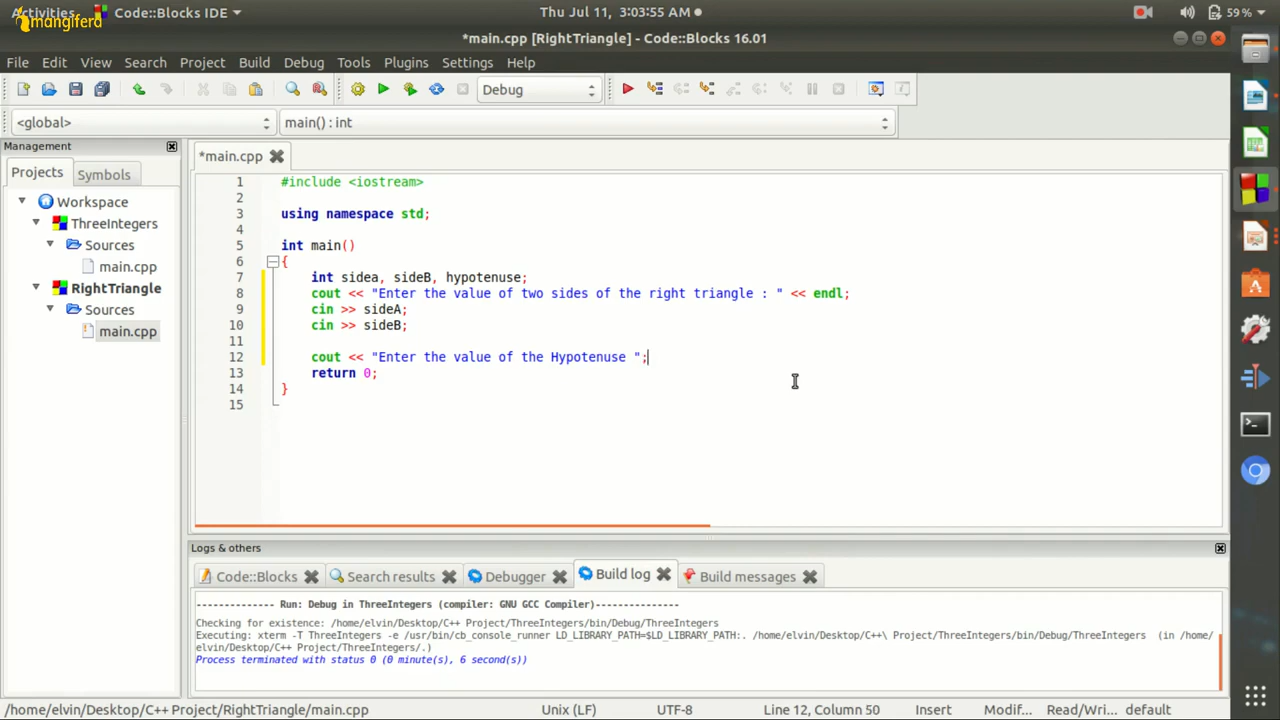 Activities
mangifera
Code::Blocks IDE
Thu Jul 11, 3:03:55 AM
59 %
*main.cpp [RightTriangle] - Code::Blocks 16.01
File Edit View Search Project Build Debug Tools Plugins Settings Help
Debug
<global>
main() : int
Management
Projects
Symbols
Workspace
ThreeIntegers
Sources
main.cpp
RightTriangle
Sources
main.cpp
*main.cpp
1 #include <iostream>
2
3 using namespace std;
4
5 int main()
6 {
7 int sidea, sideB, hypotenuse;
8 cout << "Enter the value of two sides of the right triangle : " << endl;
9 cin >> sideA;
10 cin >> sideB;
11
12 cout << "Enter the value of the Hypotenuse ";
13 return 0;
14 }
15
Logs & others
Code::Blocks
Search results
Debugger
Build log
Build messages
-------------- Run: Debug in ThreeIntegers (compiler: GNU GCC Compiler)---------------
Checking for existence: /home/elvin/Desktop/C++ Project/ThreeIntegers/bin/Debug/ThreeIntegers
Executing: xterm -T ThreeIntegers -e /usr/bin/cb_console_runner LD_LIBRARY_PATH=$LD_LIBRARY_PATH:. /home/elvin/Desktop/C++\ Project/ThreeIntegers/bin/Debug/ThreeIntegers (in /home/
elvin/Desktop/C++ Project/ThreeIntegers/.)
Process terminated with status 0 (0 minute(s), 6 second(s))
/home/elvin/Desktop/C++ Project/RightTriangle/main.cpp
Unix (LF)
UTF-8
Line 12, Column 50
Insert
Modif...
Read/Wri...
default